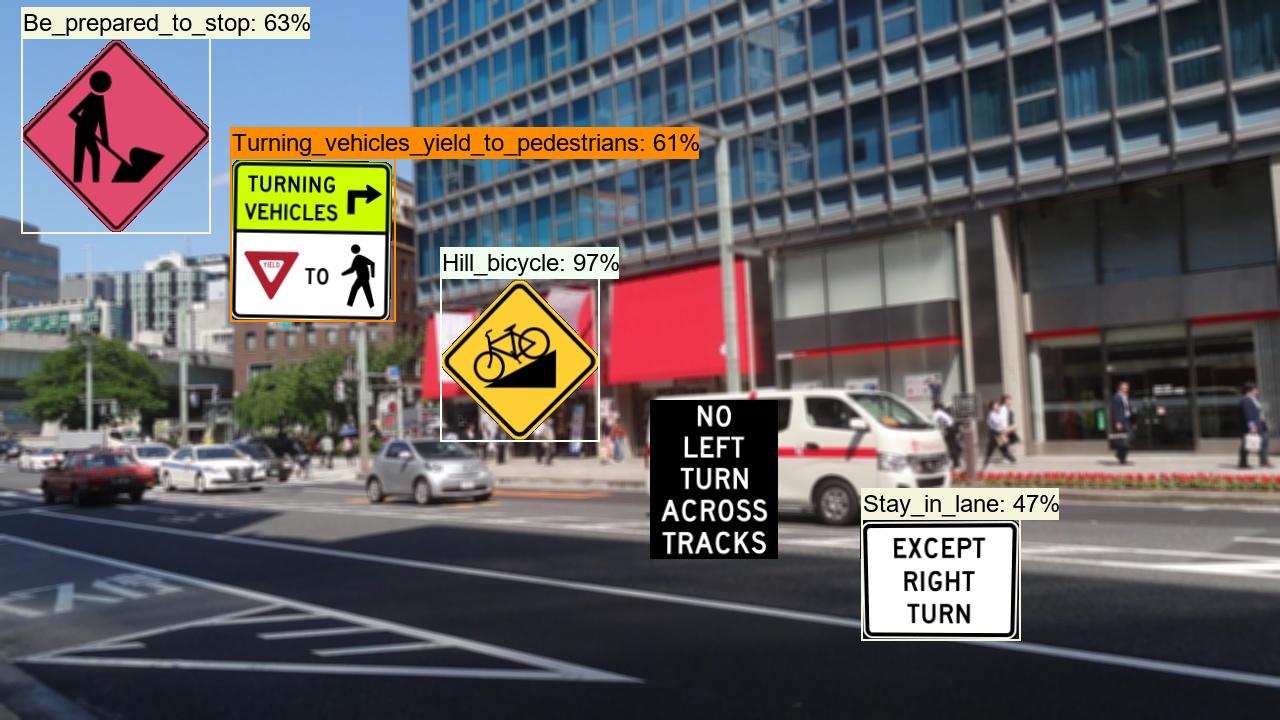 Be_prepared_to_stop: 63%
Turning_vehicles_yield_to_pedestrians: 61%
TURNING
VEHICLES
YIELD
TO
Hill_bicycle: 97%
NO
LEFT
TURN
ACROSS
TRACKS
Stay_in_lane: 47%
EXCEPT
RIGHT
TURN